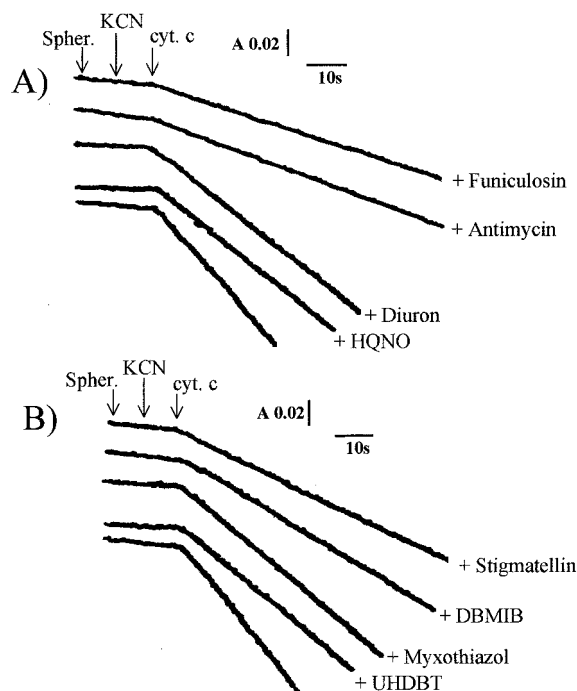 KCN
Spher.
cyt. c
A 0.02
10s
A)
+ Funiculosin
+ Antimycin
+ Diuron
+ HQNO
KCN
Spher.
cyt. c
A 0.02
10s
B)
+ Stigmatellin
+ DBMIB
+ Myxothiazol
+ UHDBT